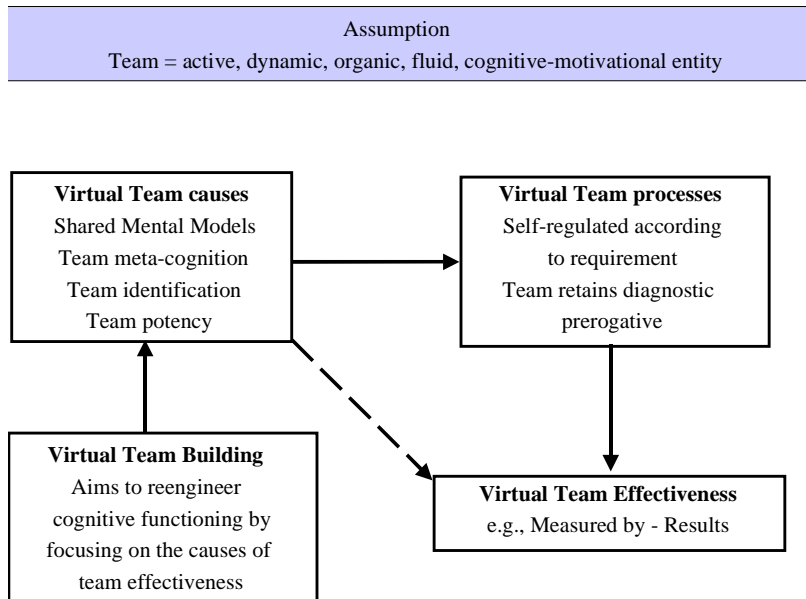 Assumption
Team = active, dynamic, organic, fluid, cognitive-motivational entity
Virtual Team causes
Shared Mental Models
Team meta-cognition
Team identification
Team potency
Virtual Team processes
Self-regulated according
to requirement
Team retains diagnostic
prerogative
Virtual Team Building
Aims to reengineer
cognitive functioning by
focusing on the causes of
team effectiveness
Virtual Team Effectiveness
e.g., Measured by - Results